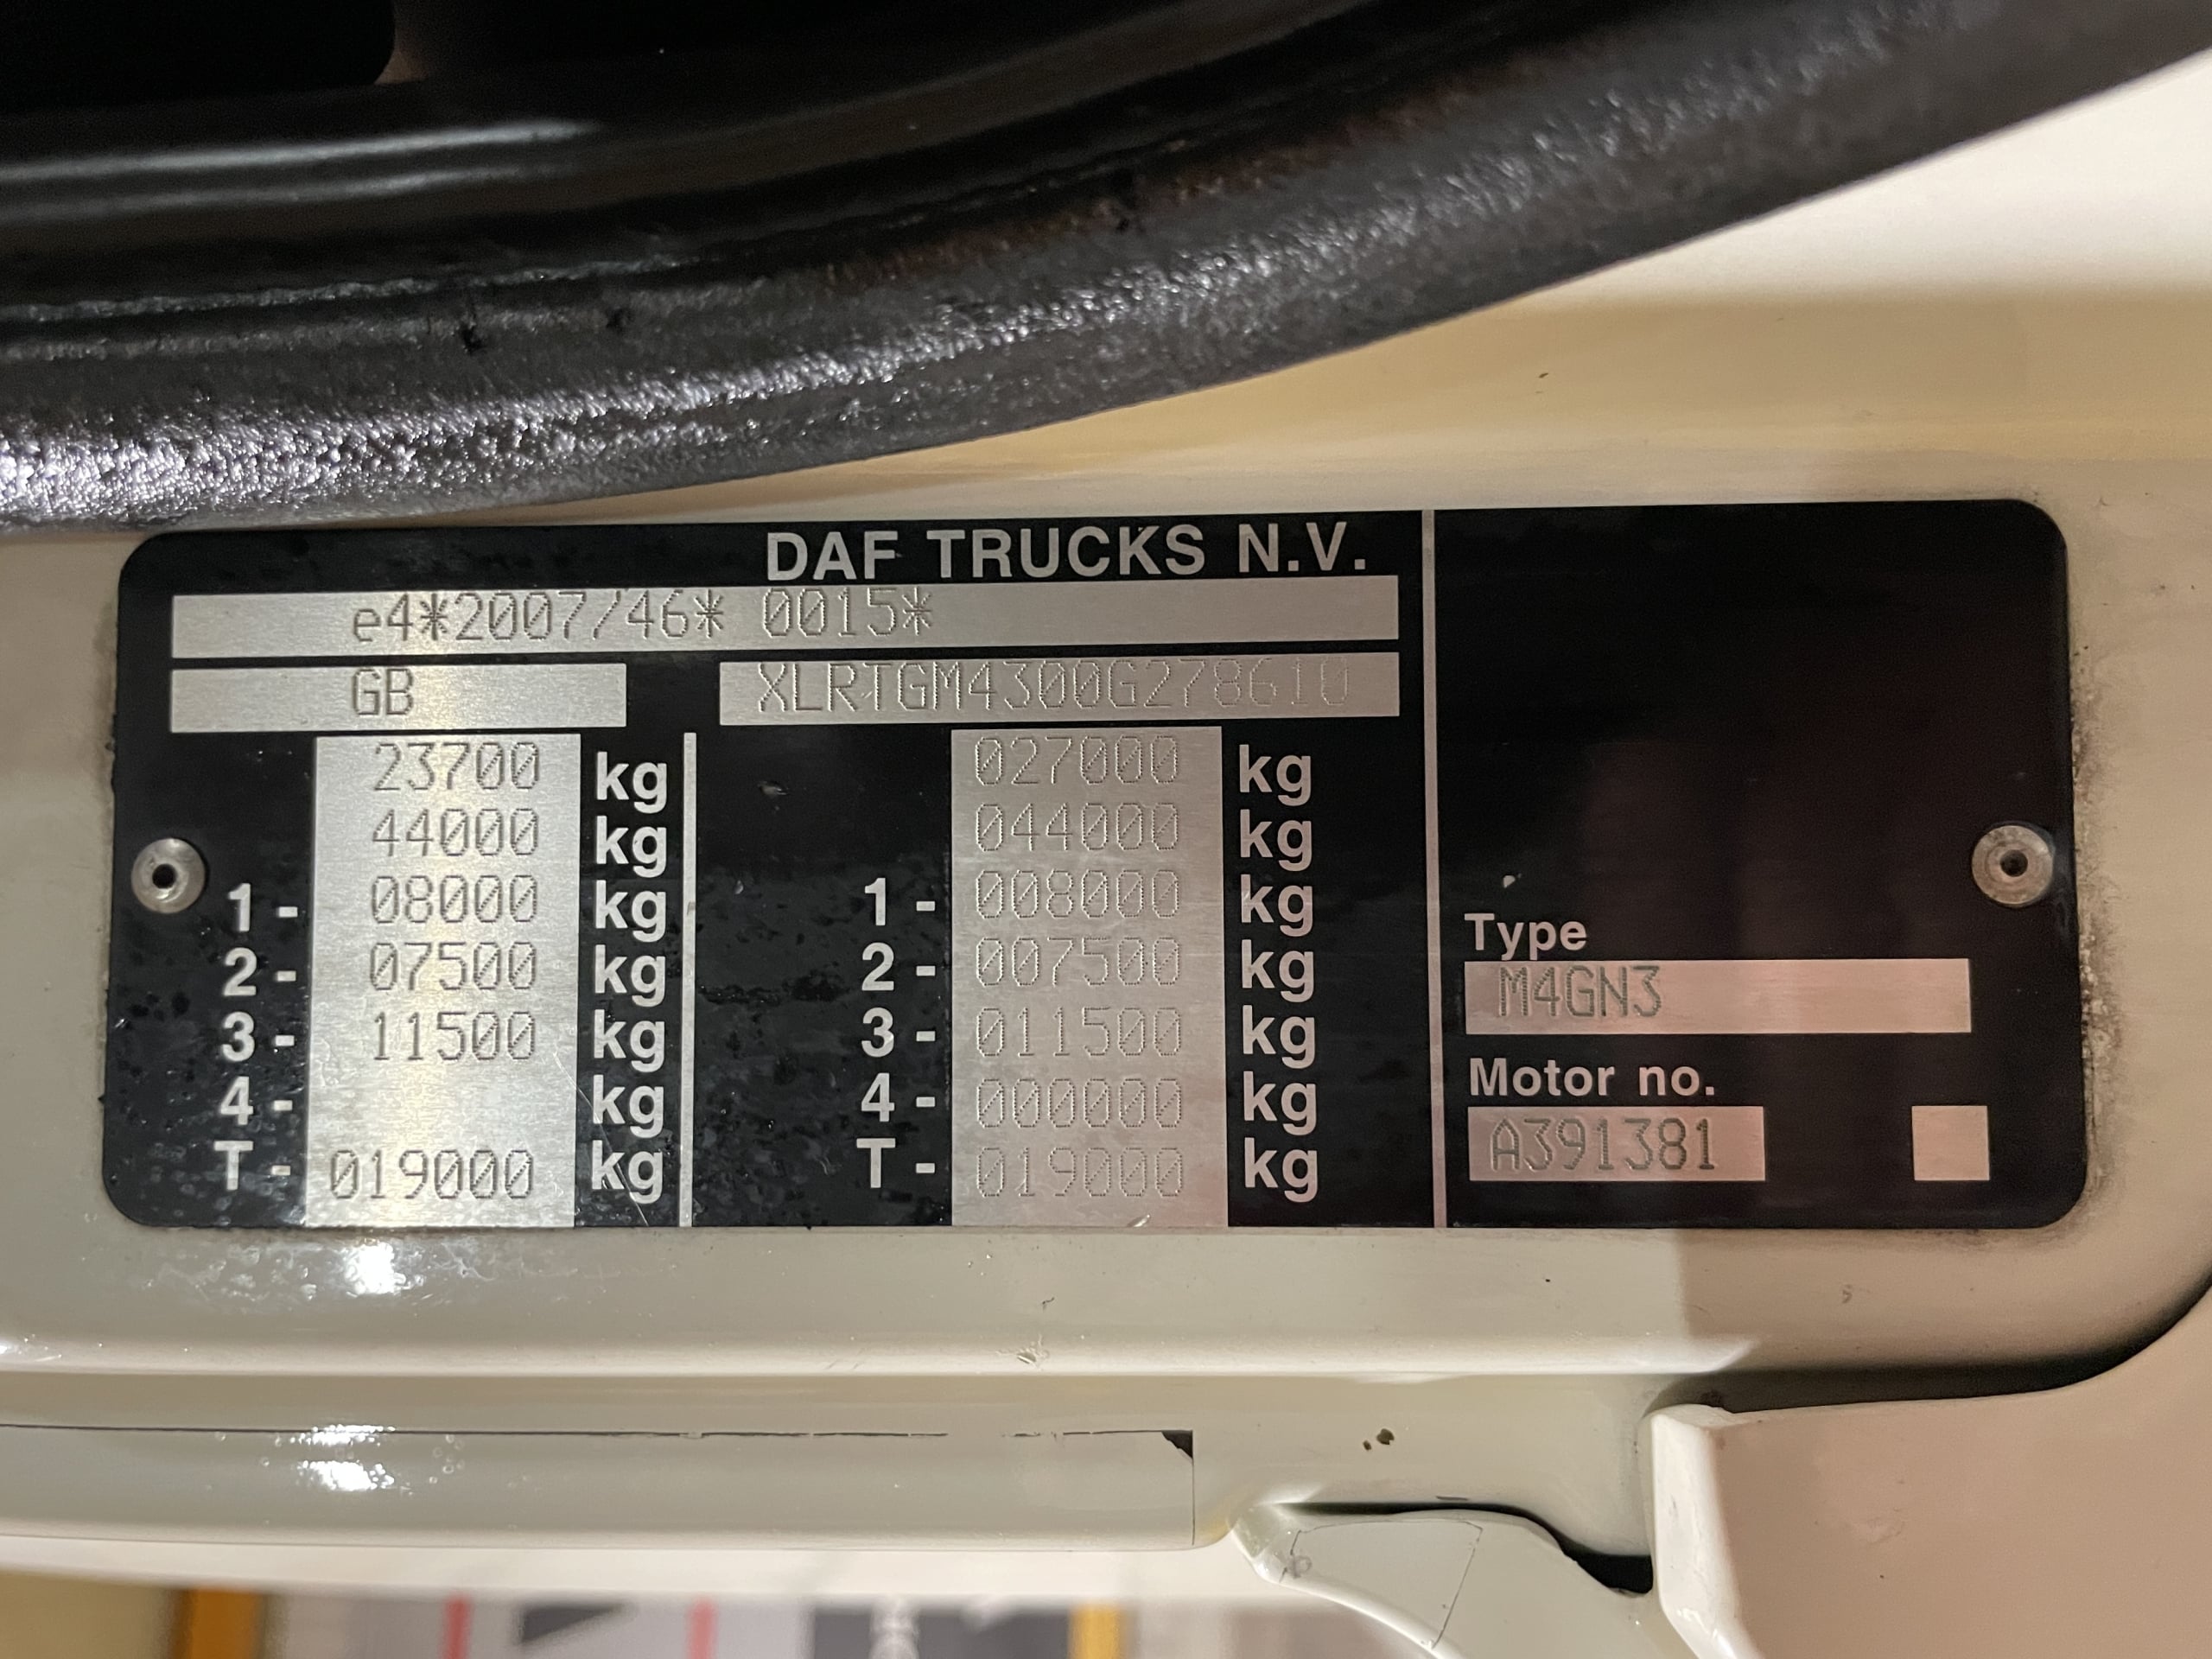 DAF TRUCKS N.V.
e4*2007/46* 0015*
GB XLRTGM4300G278610
23700 kg 027000 kg
44000 kg 044000 kg
1 - 08000 kg 1 - 008000 kg
2 - 07500 kg 2 - 007500 kg
3 - 11500 kg 3 - 011500 kg
4 - kg 4 - 000000 kg
T - 019000 kg T - 019000 kg
Type
M4GN3
Motor no.
A391381